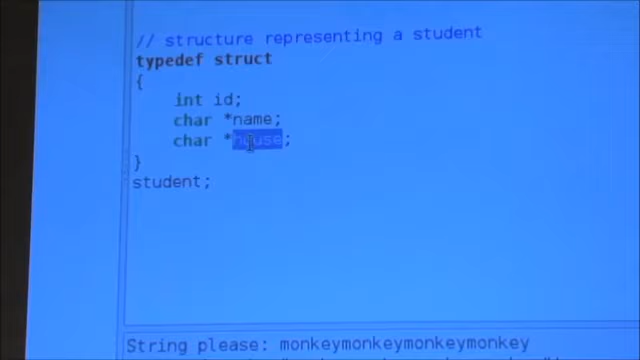 // structure representing a student
typedef struct
{
int id;
char *name;
char *house;
}
student;
String please: monkeymonkeymonkeymonkey